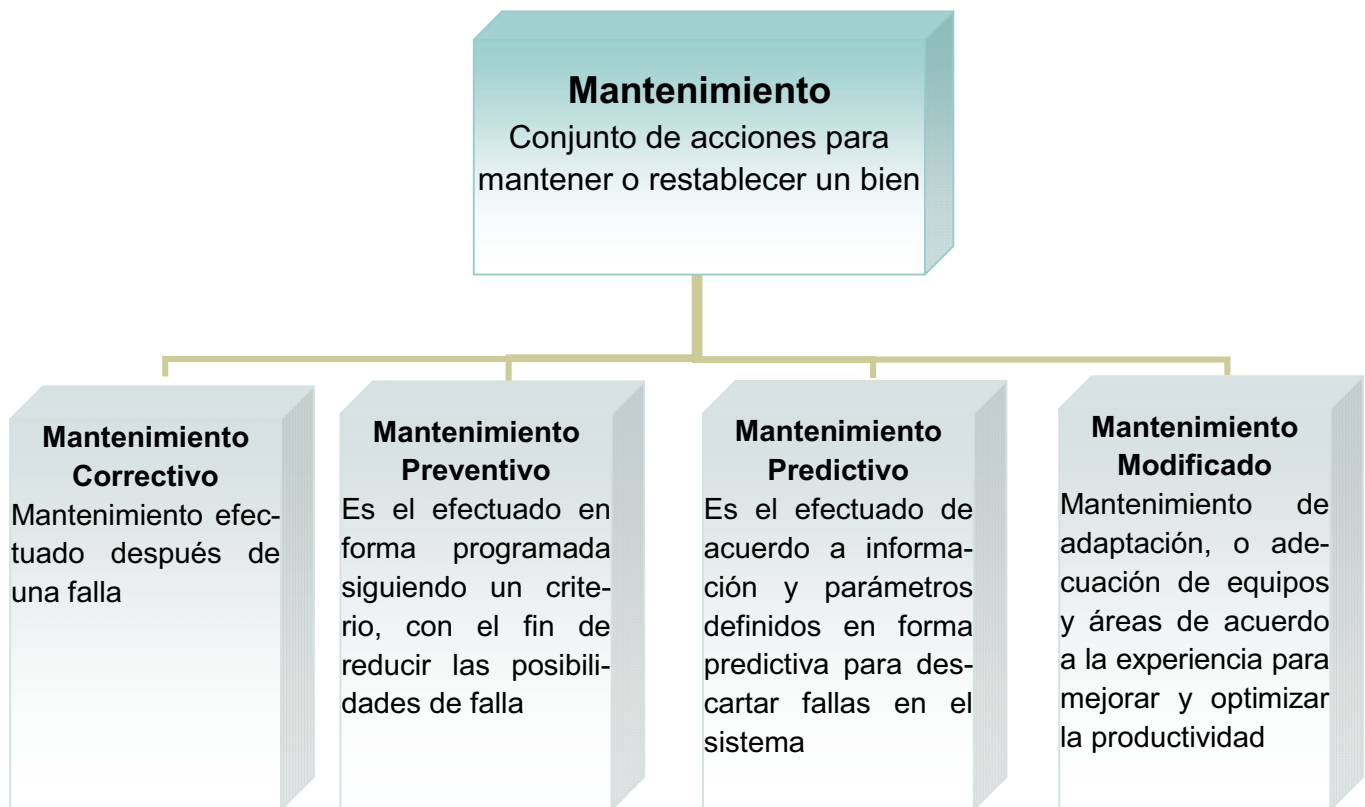 Mantenimiento
Conjunto de acciones para
mantener o restablecer un bien
Mantenimiento
Correctivo
Mantenimiento efec-
tuado después de
una falla
Mantenimiento
Preventivo
Es el efectuado en
forma programada
siguiendo un crite-
rio, con el fin de
reducir las posibili-
dades de falla
Mantenimiento
Predictivo
Es el efectuado de
acuerdo a informa-
ción y parámetros
definidos en forma
predictiva para des-
cartar fallas en el
sistema
Mantenimiento
Modificado
Mantenimiento de
adaptación, o ade-
cuación de equipos
y áreas de acuerdo
a la experiencia para
mejorar y optimizar
la productividad